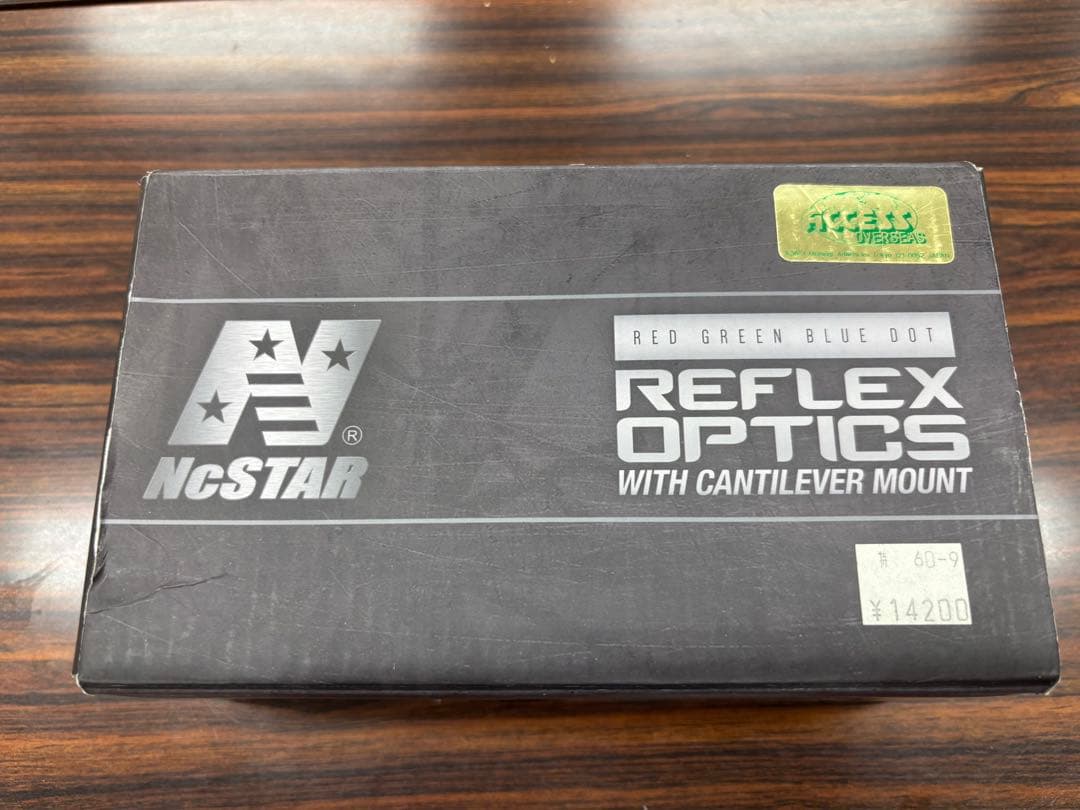 ACCESS
OVERSEAS
RED GREEN BLUE DOT
REFLEX
OPTICS
WITH CANTILEVER MOUNT
N
®
NcSTAR
60-9
¥14200